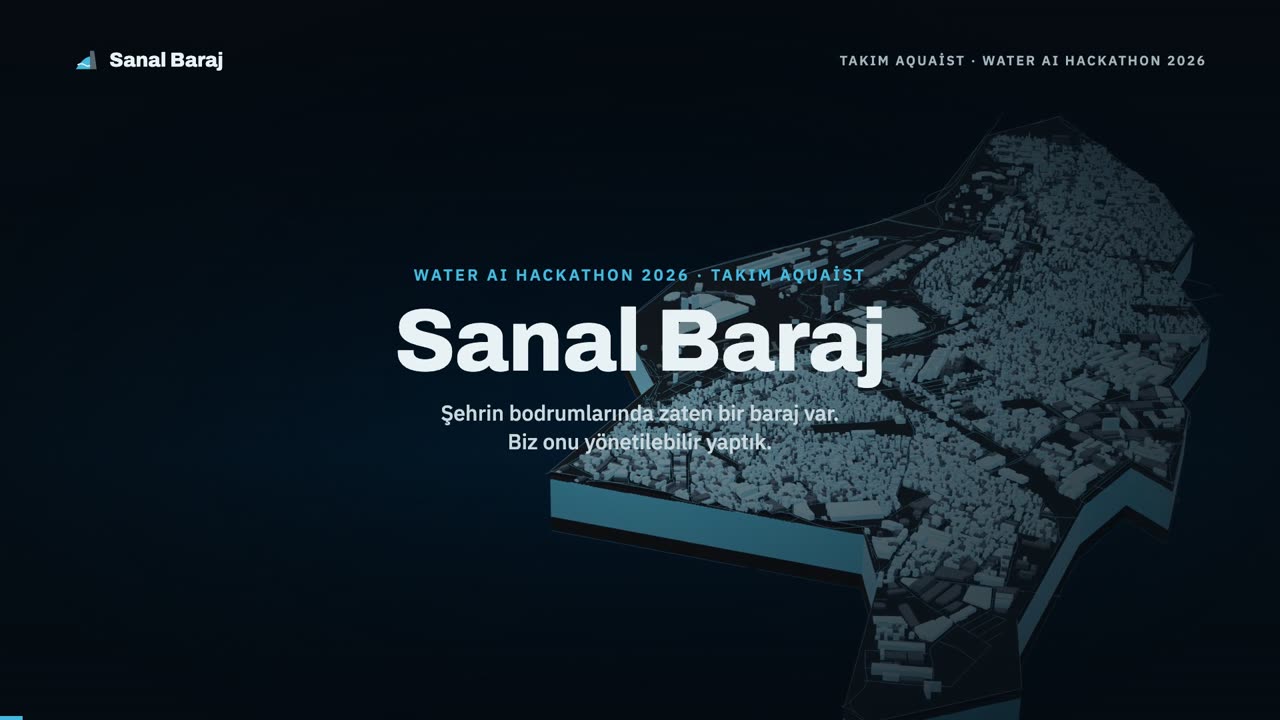 Sanal Baraj
TAKIM AQUAİST · WATER AI HACKATHON 2026
WATER AI HACKATHON 2026 · TAKIM AQUAİST
Sanal Baraj
Şehrin bodrumlarında zaten bir baraj var.
Biz onu yönetilebilir yaptık.